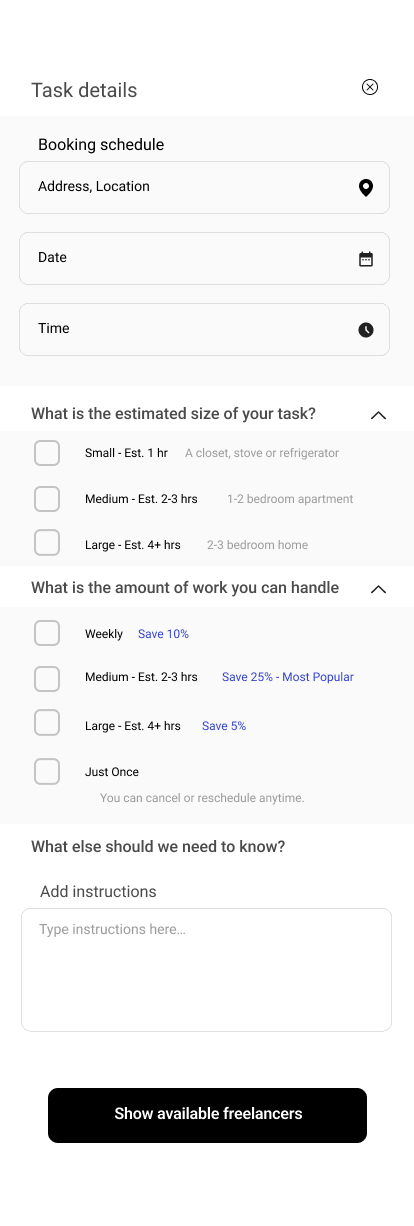 Task details
Booking schedule
Address, Location
Date
Time
What is the estimated size of your task?
Small - Est. 1 hr A closet, stove or refrigerator
Medium - Est. 2-3 hrs 1-2 bedroom apartment
Large - Est. 4+ hrs 2-3 bedroom home
What is the amount of work you can handle
Weekly Save 10%
Medium - Est. 2-3 hrs Save 25% - Most Popular
Large - Est. 4+ hrs Save 5%
Just Once
You can cancel or reschedule anytime.
What else should we need to know?
Add instructions
Type instructions here...
Show available freelancers